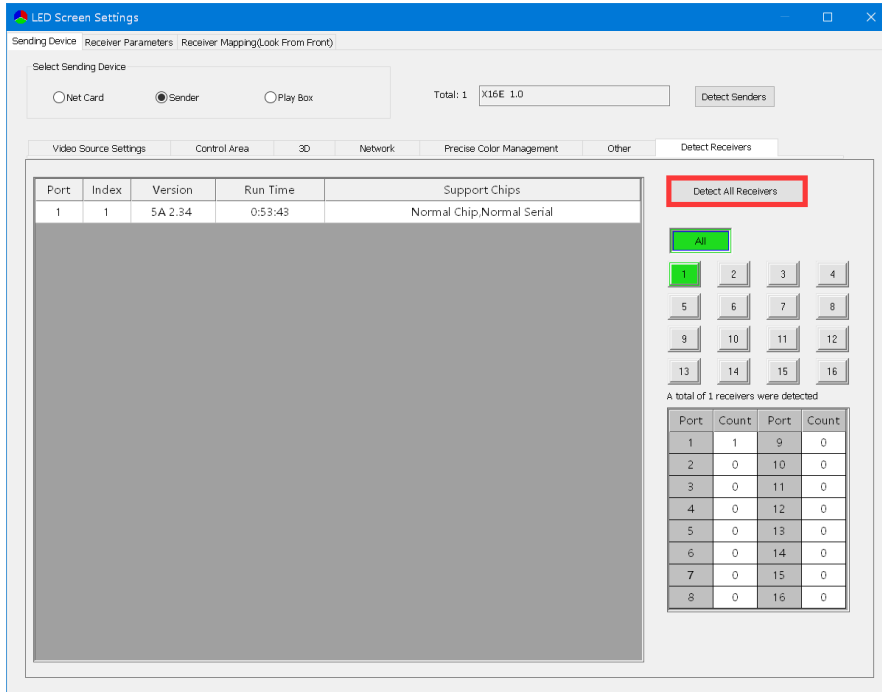 LED Screen Settings
Sending Device Receiver Parameters Receiver Mapping(Look From Front)
Select Sending Device
Net Card Sender Play Box
Total: 1 X16E 1.0 Detect Senders
Video Source Settings Control Area 3D Network Precise Color Management Other Detect Receivers
Port Index Version Run Time Support Chips
1 1 5A 2.34 0:53:43 Normal Chip,Normal Serial
Detect All Receivers
All
1 2 3 4
5 6 7 8
9 10 11 12
13 14 15 16
A total of 1 receivers were detected
Port Count Port Count
1 1 9 0
2 0 10 0
3 0 11 0
4 0 12 0
5 0 13 0
6 0 14 0
7 0 15 0
8 0 16 0